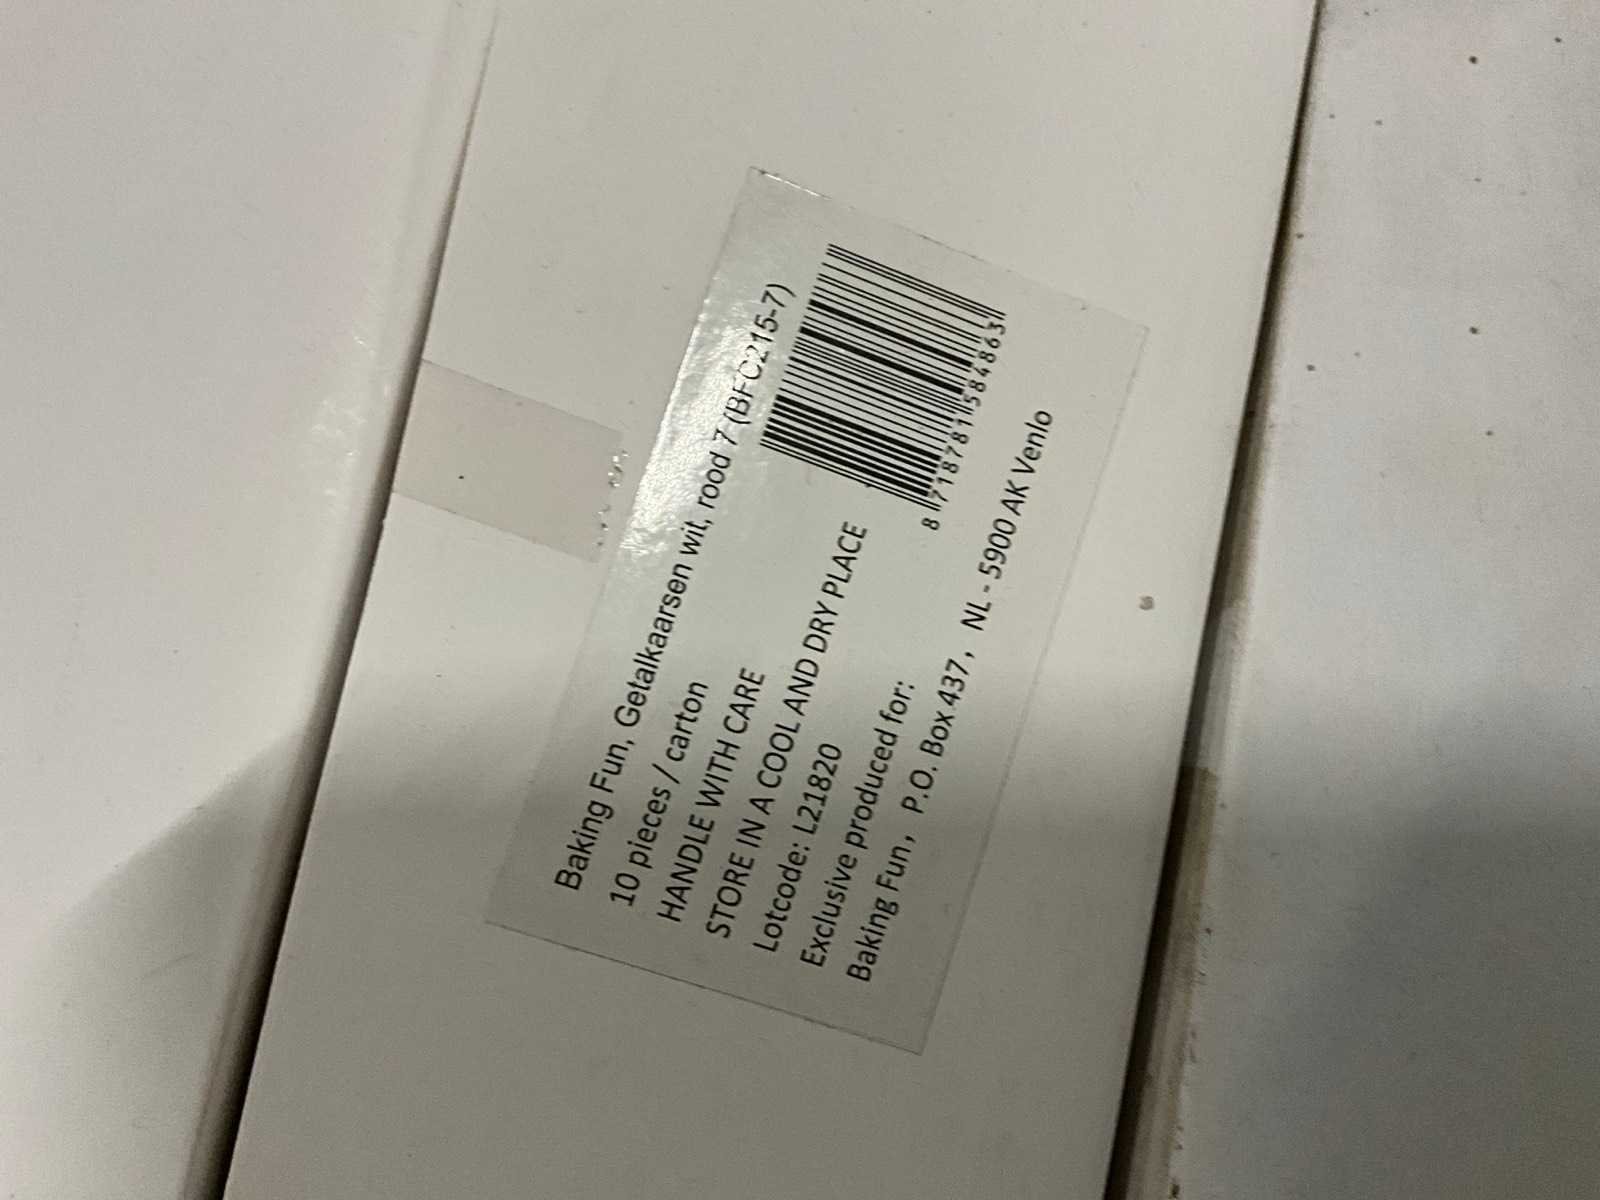 Baking Fun, Getalkaarsen wit, rood 7 (BFC215-7)
10 pieces / carton
HANDLE WITH CARE
STORE IN A COOL AND DRY PLACE
Lotcode: L21820
Exclusive produced for:
Baking Fun, P.O. Box 437, NL - 5900 AK Venlo
8 718781 584863